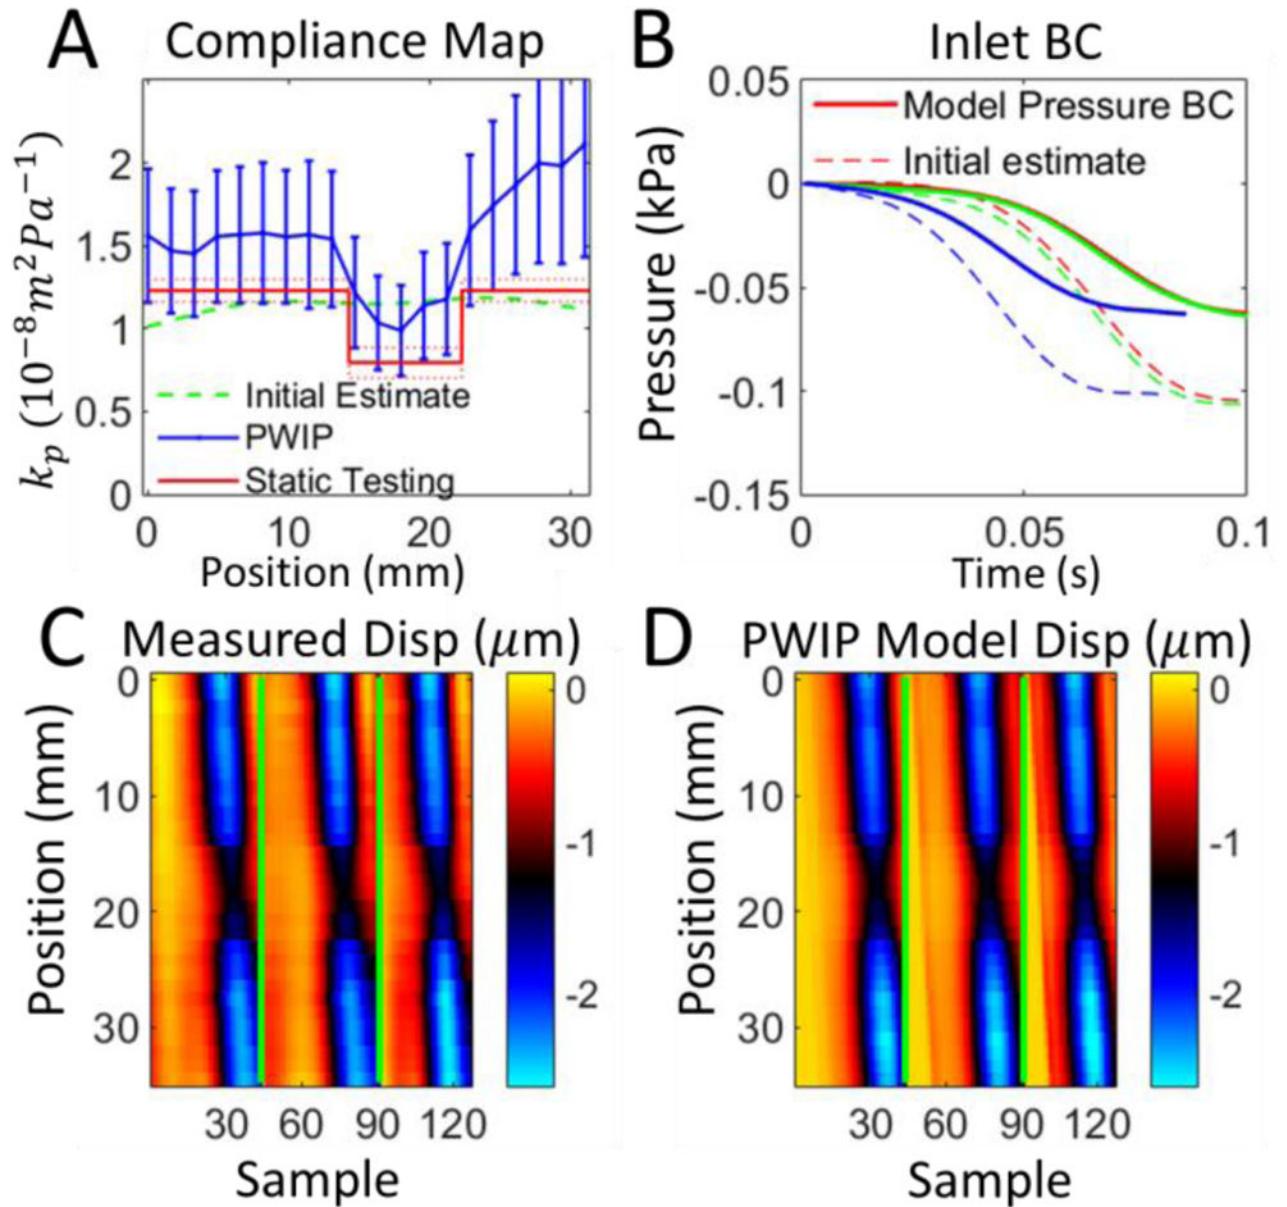 A Compliance Map
k_p (10^−8 m^2 Pa^−1)
2
1.5
1
0.5
0
Initial Estimate
PWIP
Static Testing
0 10 20 30
Position (mm)
B Inlet BC
Pressure (kPa)
0.05
0
-0.05
-0.1
-0.15
Model Pressure BC
Initial estimate
0 0.05 0.1
Time (s)
C Measured Disp (μm)
Position (mm)
0
10
20
30
0
-1
-2
30 60 90 120
Sample
D PWIP Model Disp (μm)
Position (mm)
0
10
20
30
0
-1
-2
30 60 90 120
Sample